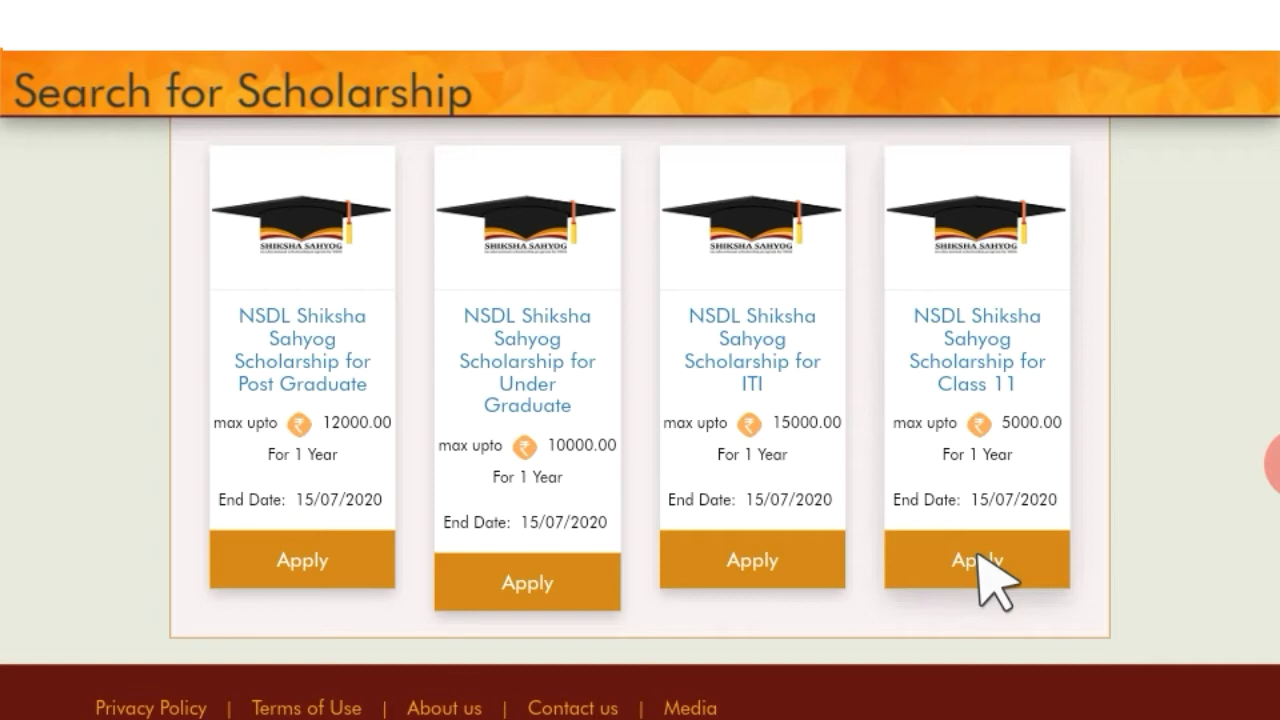 Search for Scholarship
SHIKSHA SAHYOG
NSDL Shiksha
Sahyog
Scholarship for
Post Graduate
max upto ₹ 12000.00
For 1 Year
End Date: 15/07/2020
Apply
SHIKSHA SAHYOG
NSDL Shiksha
Sahyog
Scholarship for
Under
Graduate
max upto ₹ 10000.00
For 1 Year
End Date: 15/07/2020
Apply
SHIKSHA SAHYOG
NSDL Shiksha
Sahyog
Scholarship for
ITI
max upto ₹ 15000.00
For 1 Year
End Date: 15/07/2020
Apply
SHIKSHA SAHYOG
NSDL Shiksha
Sahyog
Scholarship for
Class 11
max upto ₹ 5000.00
For 1 Year
End Date: 15/07/2020
Apply
Privacy Policy | Terms of Use | About us | Contact us | Media